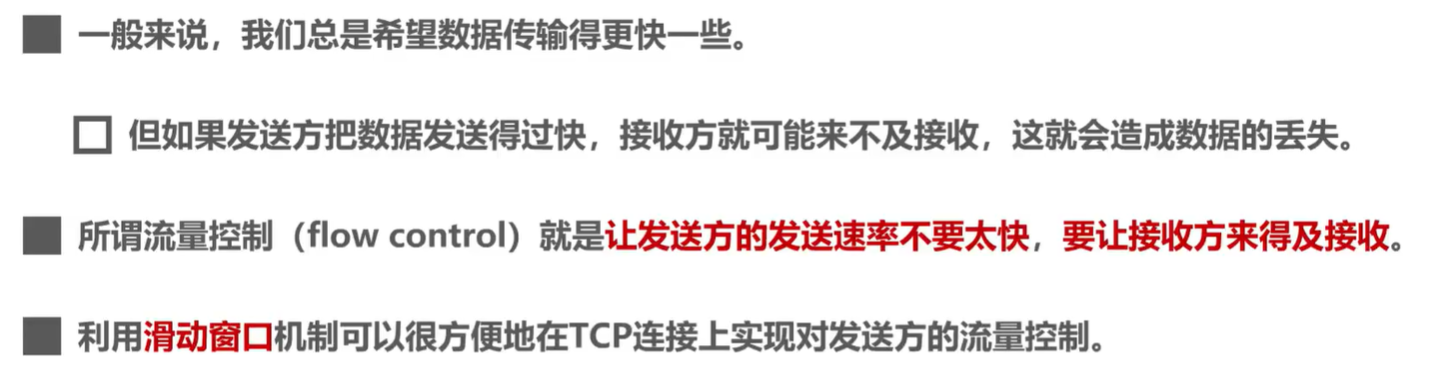 一般来说，我们总是希望数据传输得更快一些。
但如果发送方把数据发送得过快，接收方就可能来不及接收，这就会造成数据的丢失。
所谓流量控制（flow control）就是让发送方的发送速率不要太快，要让接收方来得及接收。
利用滑动窗口机制可以很方便地在TCP连接上实现对发送方的流量控制。